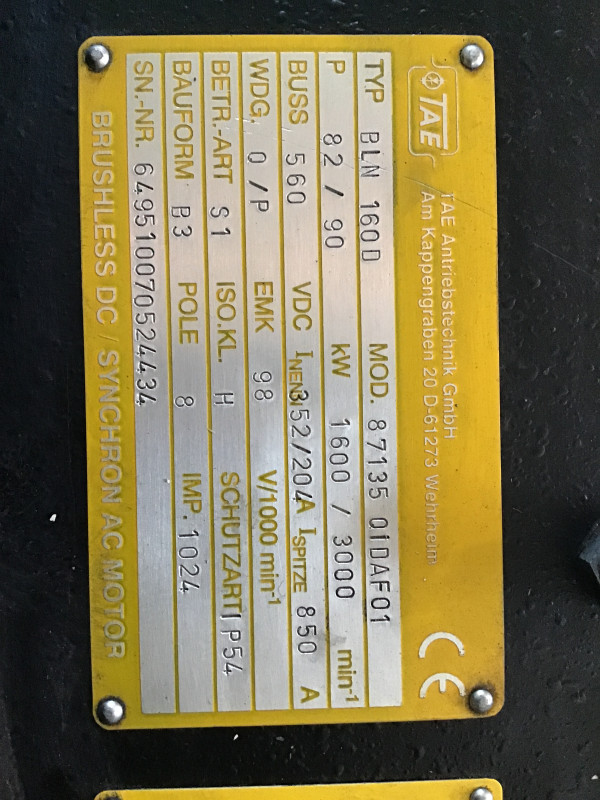 TAE
TAE Antriebstechnik GmbH
Am Kappengraben 20 D-61273 Wehrheim
CE
TYP BLN 160D MOD. 87135 01DAF01
P 82 / 90 kW 1600 / 3000 min-1
BUSS 560 VDC INENN 352/204 A ISPITZE 850 A
WDG. 0/P EMK 98 V/1000 min-1
BETR.-ART S1 ISO.KL. H SCHUTZART IP54
BAUFORM B3 POLE 8 IMP. 1024
SN.-NR. 6495100705244 34
BRUSHLESS DC / SYNCHRON AC MOTOR